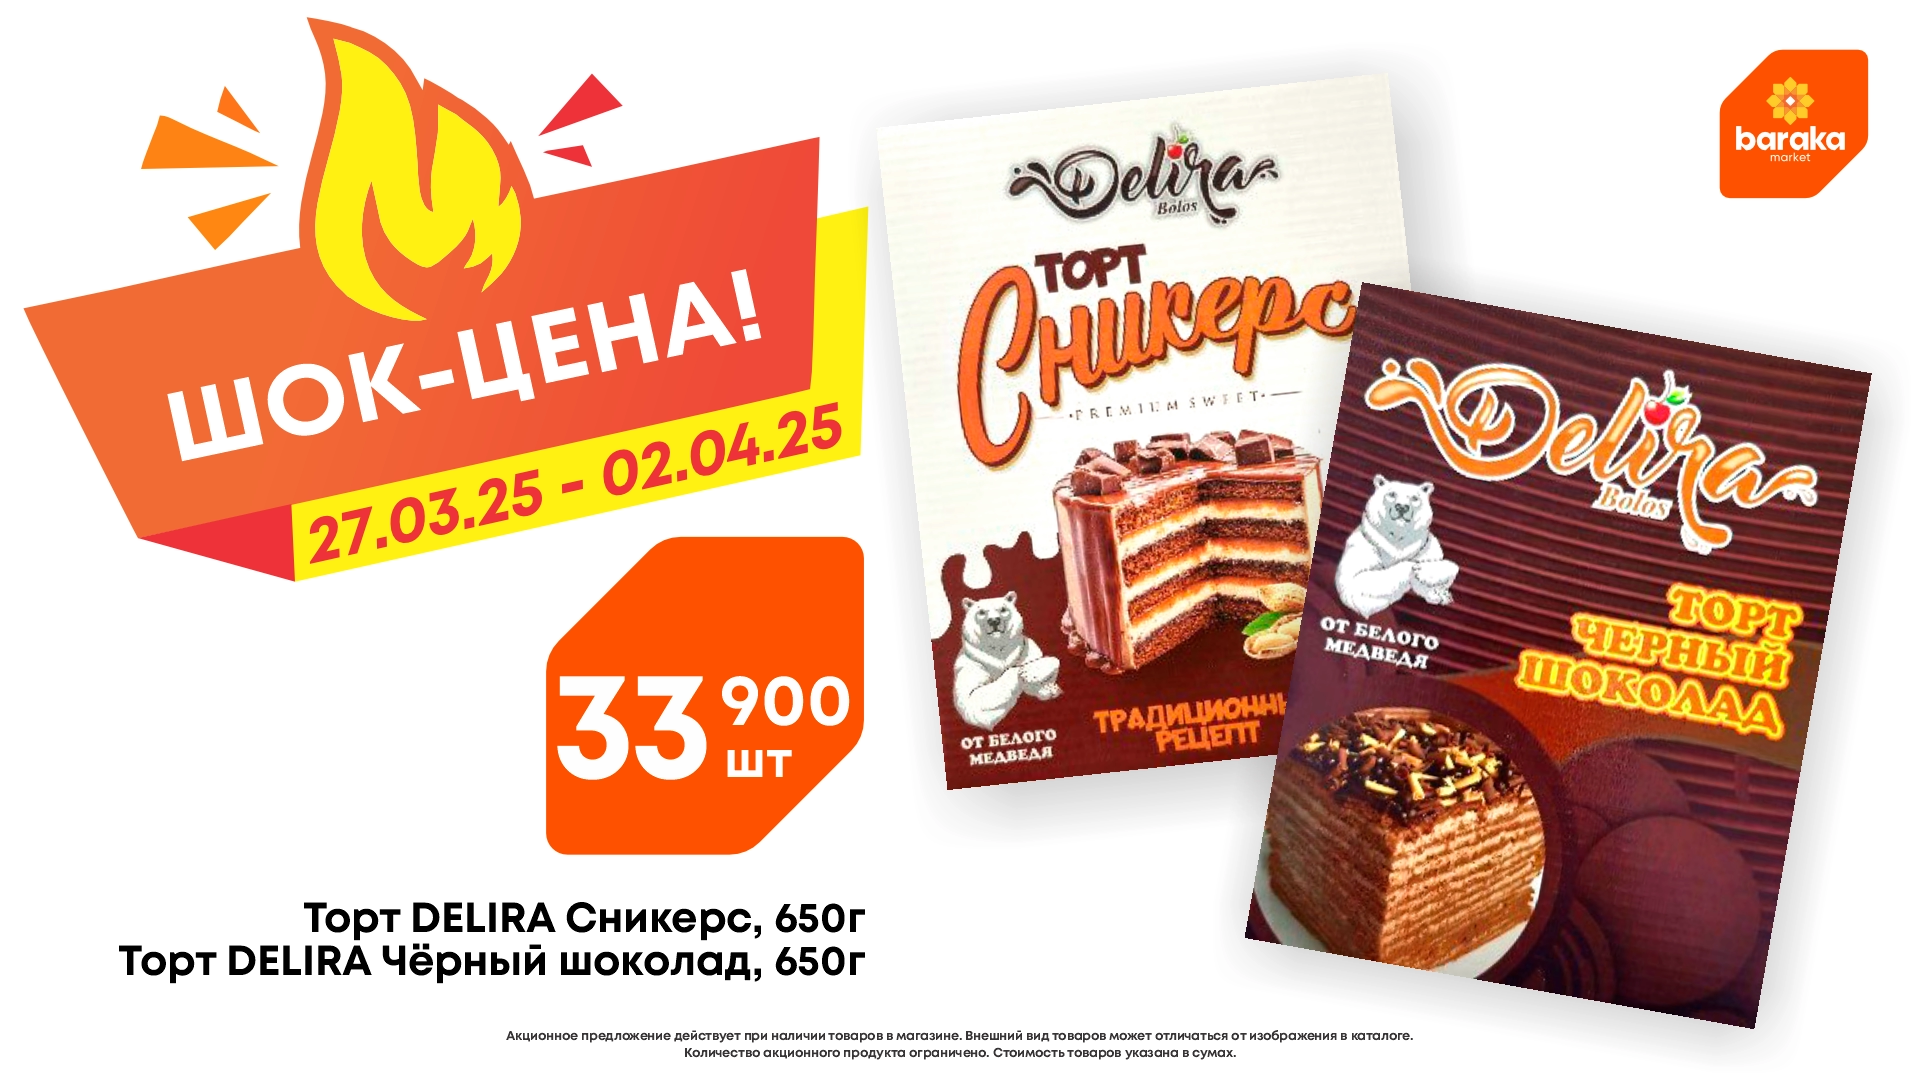 ШОК-ЦЕНА!
27.03.25 - 02.04.25
33 900
шт
Торт DELIRA Сникерс, 650г
Торт DELIRA Чёрный шоколад, 650г
Delira
Bolos
ТОРТ
Сникерс
PREMIUM SWEET
ОТ БЕЛОГО
МЕДВЕДЯ
РЕЦЕПТ
Delira
Bolos
ОТ БЕЛОГО
МЕДВЕДЯ
ТОРТ
ЧЕРНЫЙ
ШОКОЛАД
baraka
market
Акционное предложение действует при наличии товаров в магазине. Внешний вид товаров может отличаться от изображения в каталоге.
Количество акционного продукта ограничено. Стоимость товаров указана в сумах.